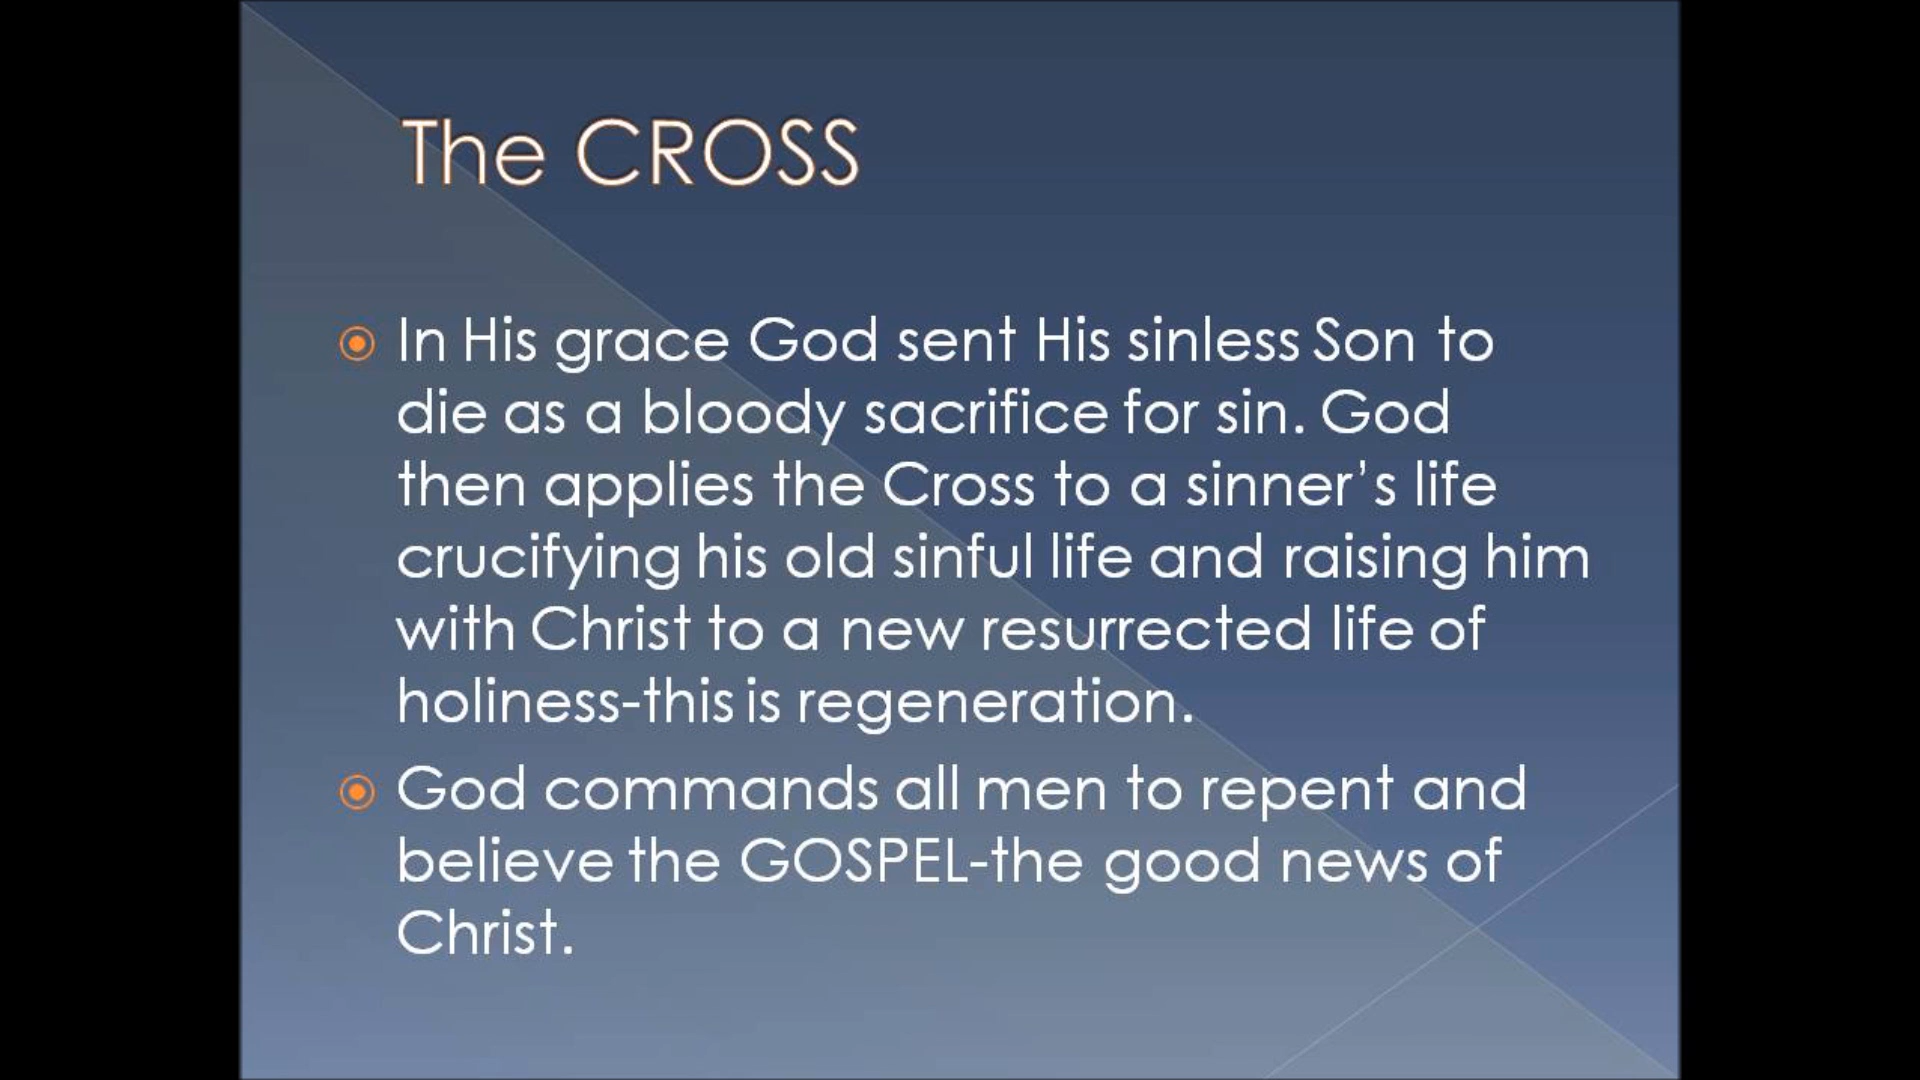 The CROSS
In His grace God sent His sinless Son to
die as a bloody sacrifice for sin. God
then applies the Cross to a sinner’s life
crucifying his old sinful life and raising him
with Christ to a new resurrected life of
holiness-this is regeneration.
God commands all men to repent and
believe the GOSPEL-the good news of
Christ.